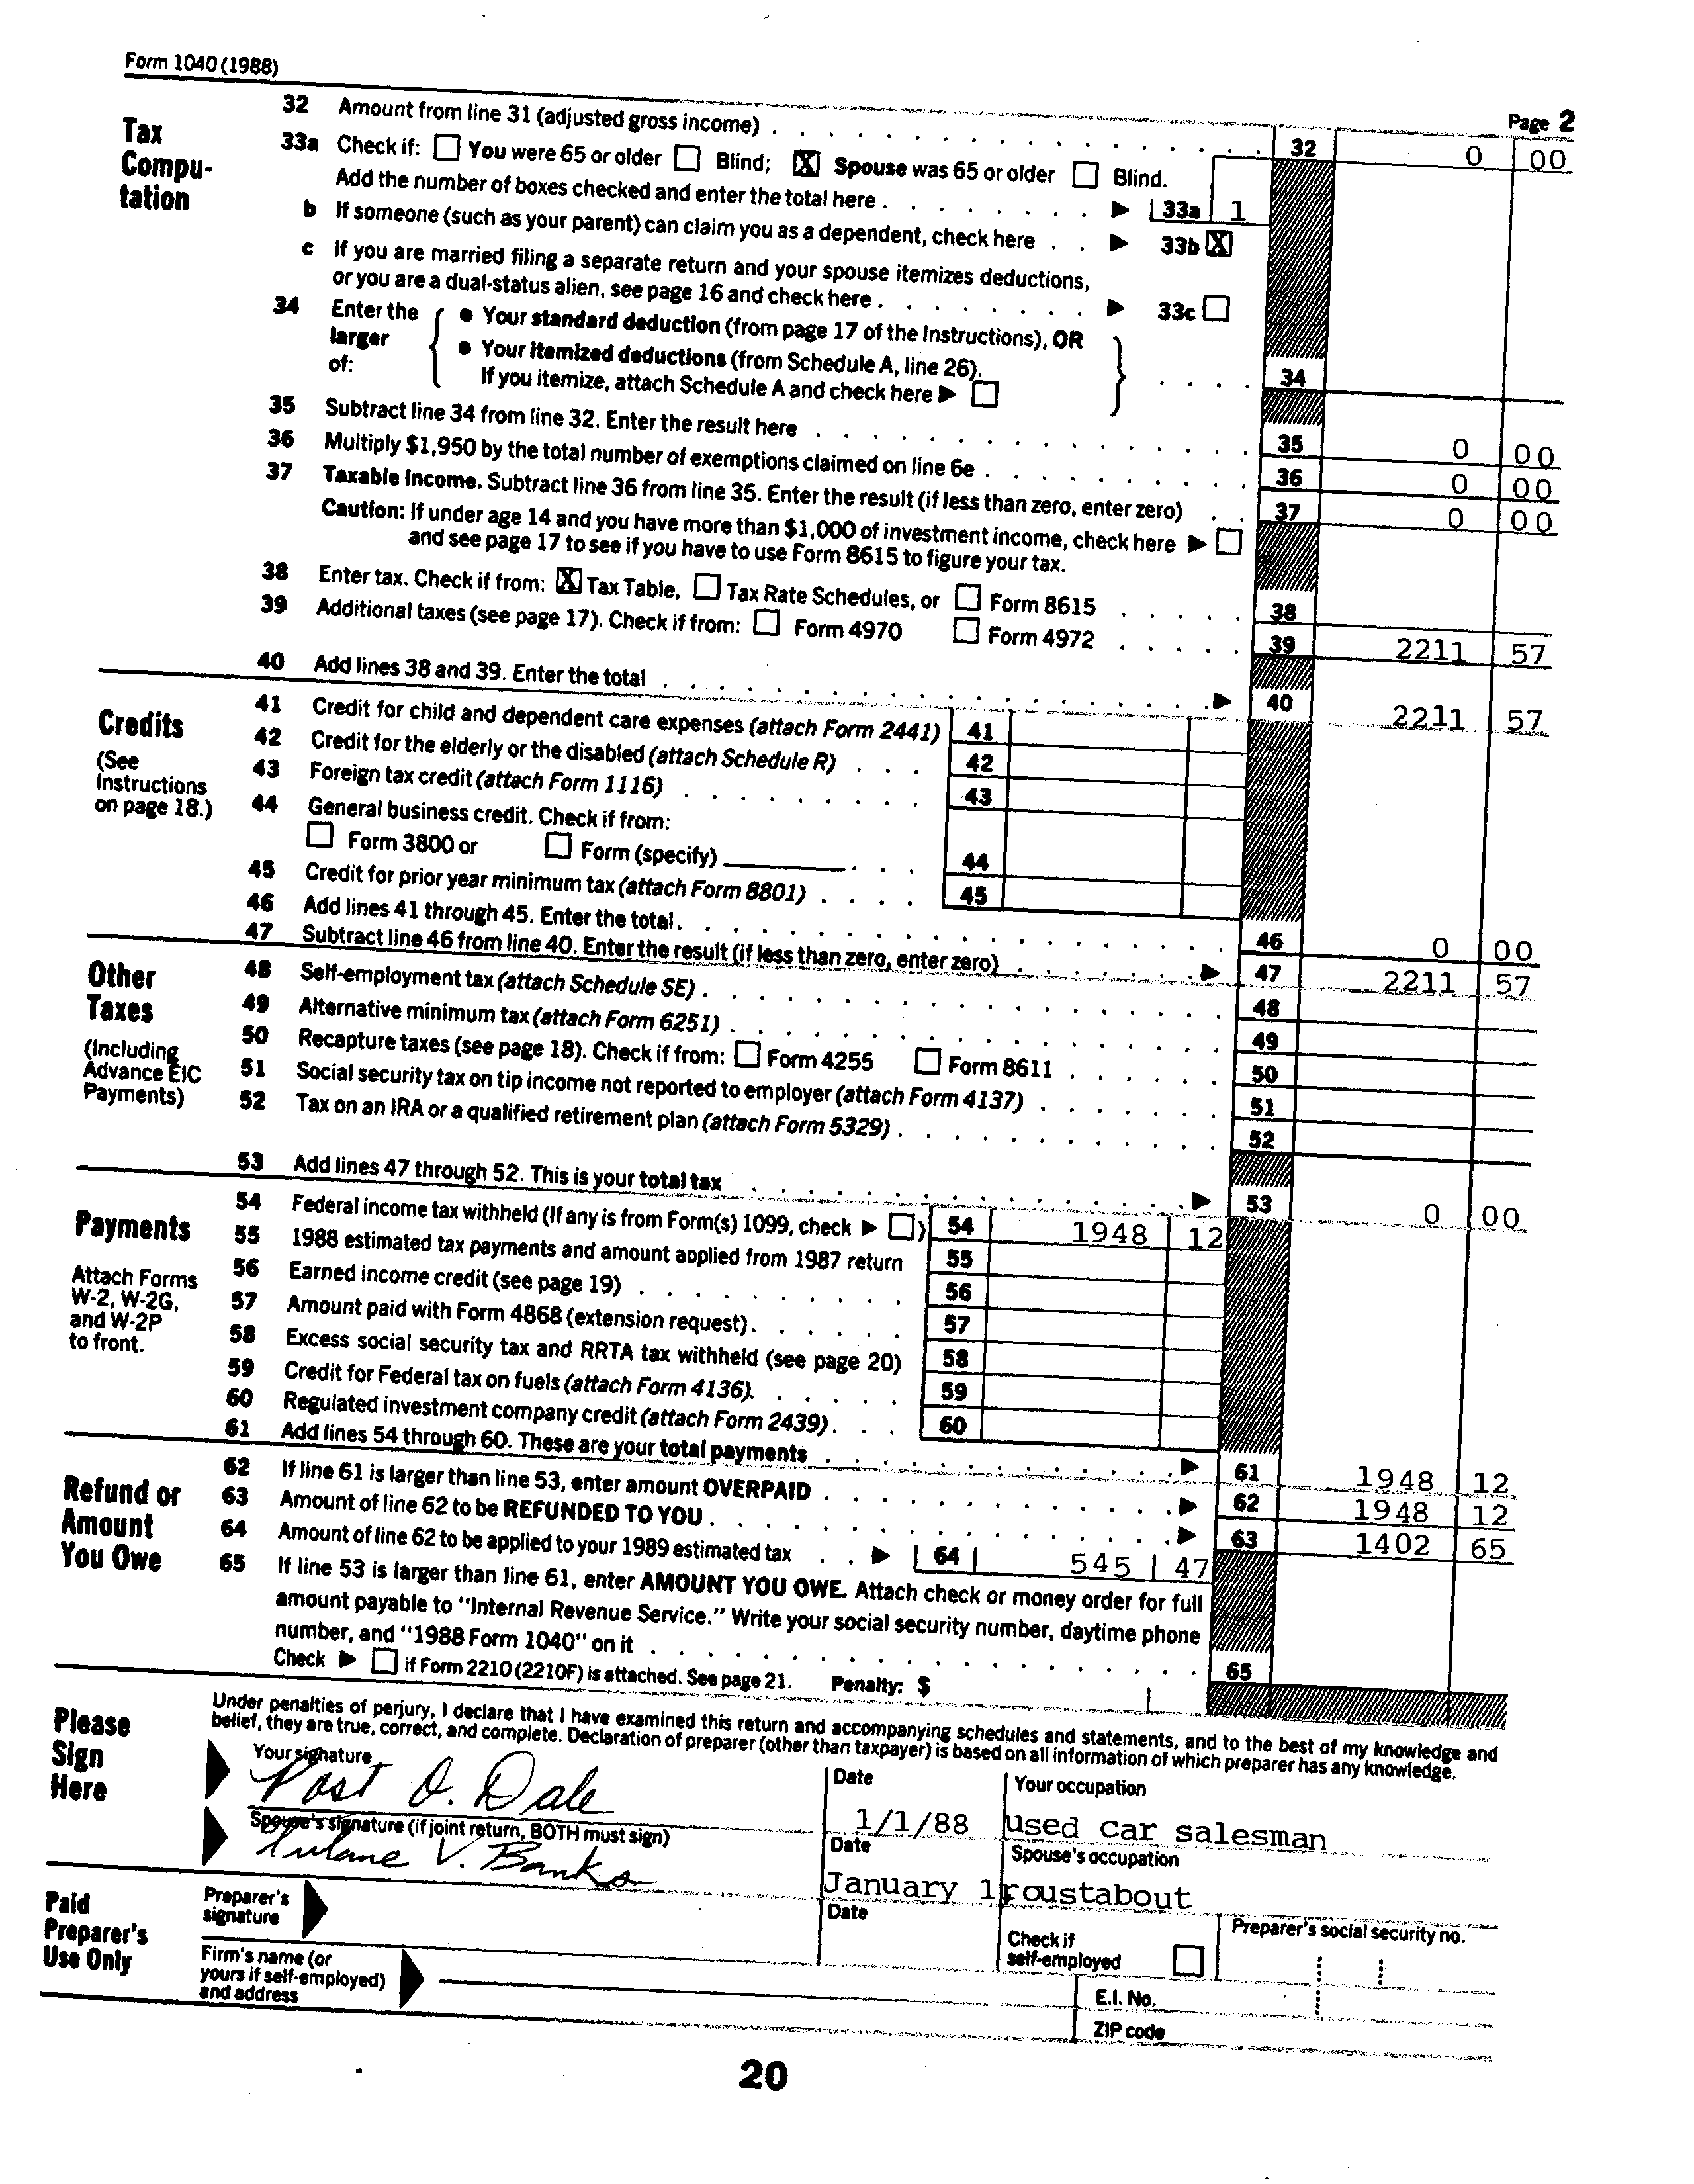 Form 1040 (1988)
Page 2
Tax Compu- tation
32 Amount from line 31 (adjusted gross income) . . . 32 0 00
33a Check if: ☐ You were 65 or older ☐ Blind; ☒ Spouse was 65 or older ☐ Blind.
Add the number of boxes checked and enter the total here . . . ▶ 33a 1
b If someone (such as your parent) can claim you as a dependent, check here . . ▶ 33b ☒
c If you are married filing a separate return and your spouse itemizes deductions,
or you are a dual-status alien, see page 16 and check here . . . ▶ 33c ☐
34 Enter the larger of: { ● Your standard deduction (from page 17 of the Instructions), OR
● Your itemized deductions (from Schedule A, line 26).
If you itemize, attach Schedule A and check here ▶ ☐ } . . . . 34
35 Subtract line 34 from line 32. Enter the result here . . . 35 0 00
36 Multiply $1,950 by the total number of exemptions claimed on line 6e . . . 36 0 00
37 Taxable income. Subtract line 36 from line 35. Enter the result (if less than zero, enter zero) . . 37 0 00
Caution: If under age 14 and you have more than $1,000 of investment income, check here ▶ ☐
and see page 17 to see if you have to use Form 8615 to figure your tax.
38 Enter tax. Check if from: ☒ Tax Table, ☐ Tax Rate Schedules, or ☐ Form 8615 . . . . 38
39 Additional taxes (see page 17). Check if from: ☐ Form 4970 ☐ Form 4972 . . . . . 39 2211 57
40 Add lines 38 and 39. Enter the total . . . ▶ 40 2211 57
Credits
(See Instructions on page 18.)
41 Credit for child and dependent care expenses (attach Form 2441) 41
42 Credit for the elderly or the disabled (attach Schedule R) . . . 42
43 Foreign tax credit (attach Form 1116) . . . 43
44 General business credit. Check if from:
☐ Form 3800 or ☐ Form (specify) ______ . . . 44
45 Credit for prior year minimum tax (attach Form 8801) . . . . 45
46 Add lines 41 through 45. Enter the total . . . 46 0 00
47 Subtract line 46 from line 40. Enter the result (if less than zero, enter zero) . . . ▶ 47 2211 57
Other Taxes
(Including Advance EIC Payments)
48 Self-employment tax (attach Schedule SE) . . . 48
49 Alternative minimum tax (attach Form 6251) . . . 49
50 Recapture taxes (see page 18). Check if from: ☐ Form 4255 ☐ Form 8611 . . . 50
51 Social security tax on tip income not reported to employer (attach Form 4137) . . . 51
52 Tax on an IRA or a qualified retirement plan (attach Form 5329) . . . 52
53 Add lines 47 through 52. This is your total tax . . . ▶ 53 0 00
Payments
Attach Forms W-2, W-2G, and W-2P to front.
54 Federal income tax withheld (If any is from Form(s) 1099, check ▶ ☐) 54 1948 12
55 1988 estimated tax payments and amount applied from 1987 return 55
56 Earned income credit (see page 19) . . . 56
57 Amount paid with Form 4868 (extension request) . . . 57
58 Excess social security tax and RRTA tax withheld (see page 20) 58
59 Credit for Federal tax on fuels (attach Form 4136) . . . 59
60 Regulated investment company credit (attach Form 2439) . . . 60
61 Add lines 54 through 60. These are your total payments . . . ▶ 61 1948 12
Refund or Amount You Owe
62 If line 61 is larger than line 53, enter amount OVERPAID . . . ▶ 62 1948 12
63 Amount of line 62 to be REFUNDED TO YOU . . . ▶ 63 1402 65
64 Amount of line 62 to be applied to your 1989 estimated tax . . ▶ 64 545 47
65 If line 53 is larger than line 61, enter AMOUNT YOU OWE. Attach check or money order for full
amount payable to "Internal Revenue Service." Write your social security number, daytime phone
number, and "1988 Form 1040" on it . . . 65
Check ▶ ☐ if Form 2210 (2210F) is attached. See page 21. Penalty: $
Please Sign Here
Under penalties of perjury, I declare that I have examined this return and accompanying schedules and statements, and to the best of my knowledge and
belief, they are true, correct, and complete. Declaration of preparer (other than taxpayer) is based on all information of which preparer has any knowledge.
Your signature Date Your occupation
Post O. Dale 1/1/88 used car salesman
Spouse's signature (if joint return, BOTH must sign) Date Spouse's occupation
Tulane V. Banks January 1 roustabout
Paid Preparer's Use Only
Preparer's signature Date Check if self-employed ☐ Preparer's social security no.
Firm's name (or yours if self-employed) and address
E.I. No.
ZIP code
20